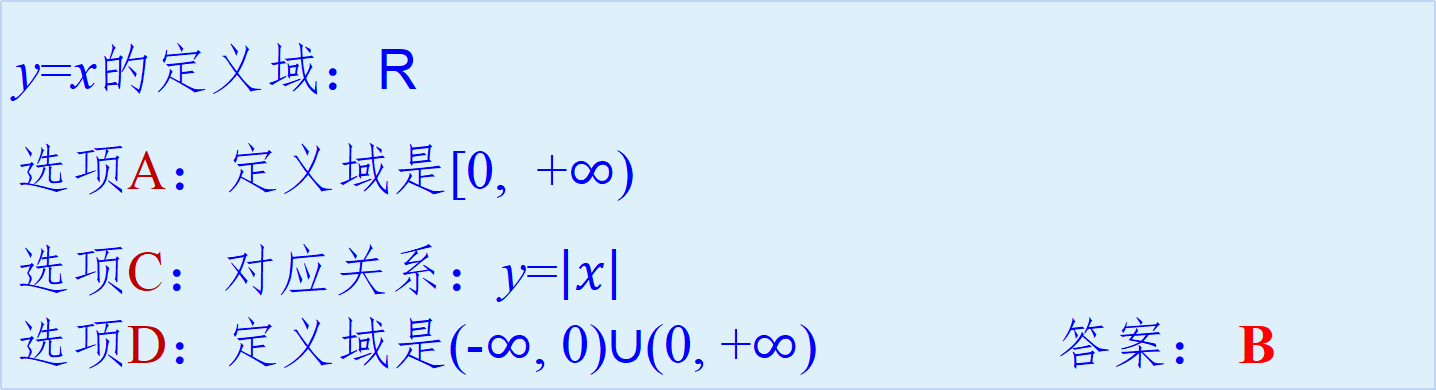 y=x的定义域：R
选项A：定义域是[0, +∞)
选项C：对应关系：y=|x|
选项D：定义域是(-∞, 0)∪(0, +∞) 答案： B